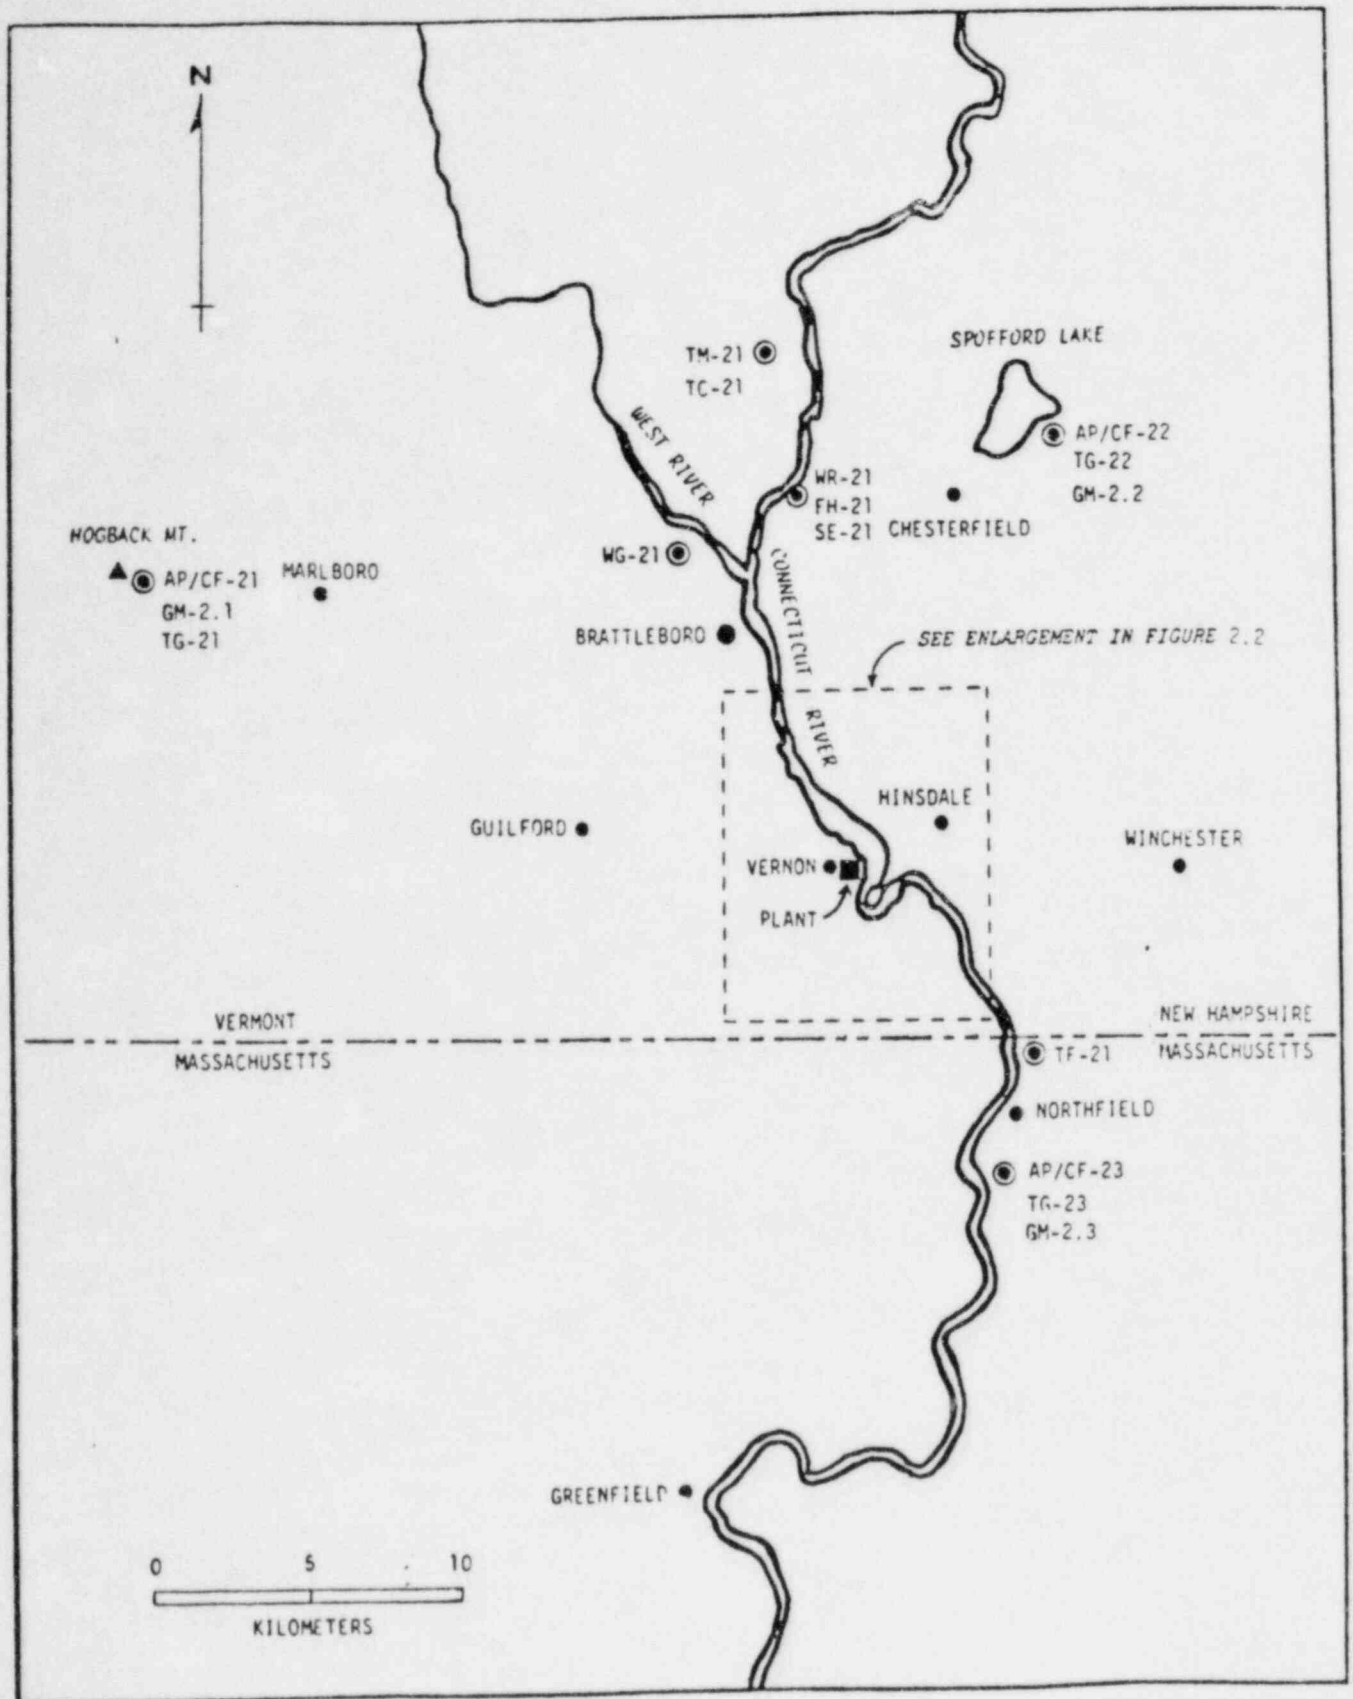 N
SPOFFORD LAKE
TM-21
TC-21
WEST RIVER
AP/CF-22
TG-22
GM-2.2
WR-21
FH-21
SE-21
CHESTERFIELD
HOGBACK MT.
WG-21
AP/CF-21
GM-2.1
TG-21
MARLBORO
CONNECTICUT RIVER
BRATTLEBORO
SEE ENLARGEMENT IN FIGURE 2.2
HINSDALE
GUILFORD
WINCHESTER
VERNON
PLANT
VERMONT
MASSACHUSETTS
NEW HAMPSHIRE
MASSACHUSETTS
TF-21
NORTHFIELD
AP/CF-23
TG-23
GM-2.3
GREENFIELD
0 5 10
KILOMETERS